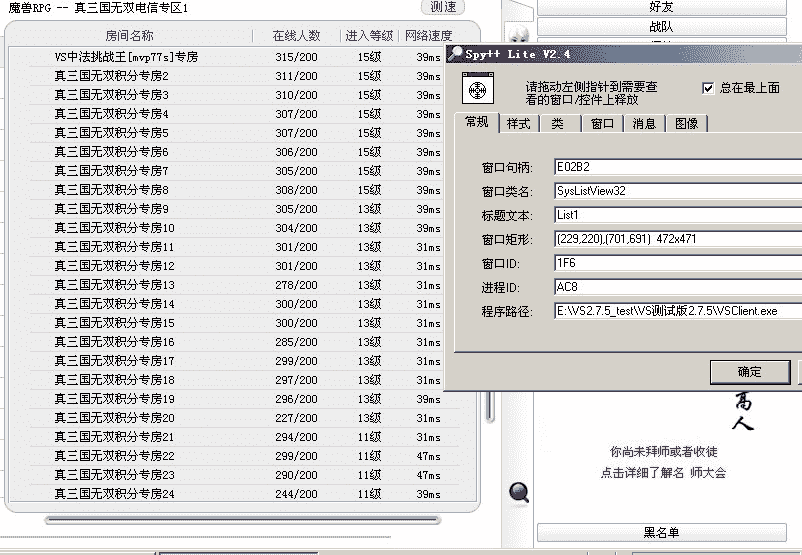 魔兽RPG -- 真三国无双电信专区1
测速
房间名称 在线人数 进入等级 网络速度
VS中法挑战王[mvp77s]专房 315/200 15级 39ms
真三国无双积分专房2 311/200 15级 39ms
真三国无双积分专房3 310/200 15级 39ms
真三国无双积分专房4 307/200 15级 39ms
真三国无双积分专房5 307/200 15级 39ms
真三国无双积分专房6 306/200 15级 39ms
真三国无双积分专房7 305/200 15级 39ms
真三国无双积分专房8 308/200 15级 39ms
真三国无双积分专房9 305/200 13级 39ms
真三国无双积分专房10 304/200 13级 39ms
真三国无双积分专房11 301/200 13级 31ms
真三国无双积分专房12 301/200 13级 31ms
真三国无双积分专房13 278/200 13级 31ms
真三国无双积分专房14 300/200 13级 31ms
真三国无双积分专房15 300/200 13级 31ms
真三国无双积分专房16 285/200 13级 31ms
真三国无双积分专房17 299/200 13级 31ms
真三国无双积分专房18 297/200 13级 31ms
真三国无双积分专房19 296/200 13级 39ms
真三国无双积分专房20 227/200 13级 31ms
真三国无双积分专房21 294/200 11级 31ms
真三国无双积分专房22 299/200 11级 47ms
真三国无双积分专房23 290/200 11级 47ms
真三国无双积分专房24 244/200 11级 39ms
好友
战队
Spy++ Lite V2.4
请拖动左侧指针到需要查
看的窗口/控件上释放
总在最上面
常规 样式 类 窗口 消息 图像
窗口句柄: E02B2
窗口类名: SysListView32
标题文本: List1
窗口矩形: (229,220),(701,691) 472x471
窗口ID: 1F6
进程ID: AC8
程序路径: E:\VS2.7.5_test\VS测试版2.7.5\VSClient.exe
确定
高
人
你尚未拜师或者收徒
点击详细了解名 师大会
黑名单